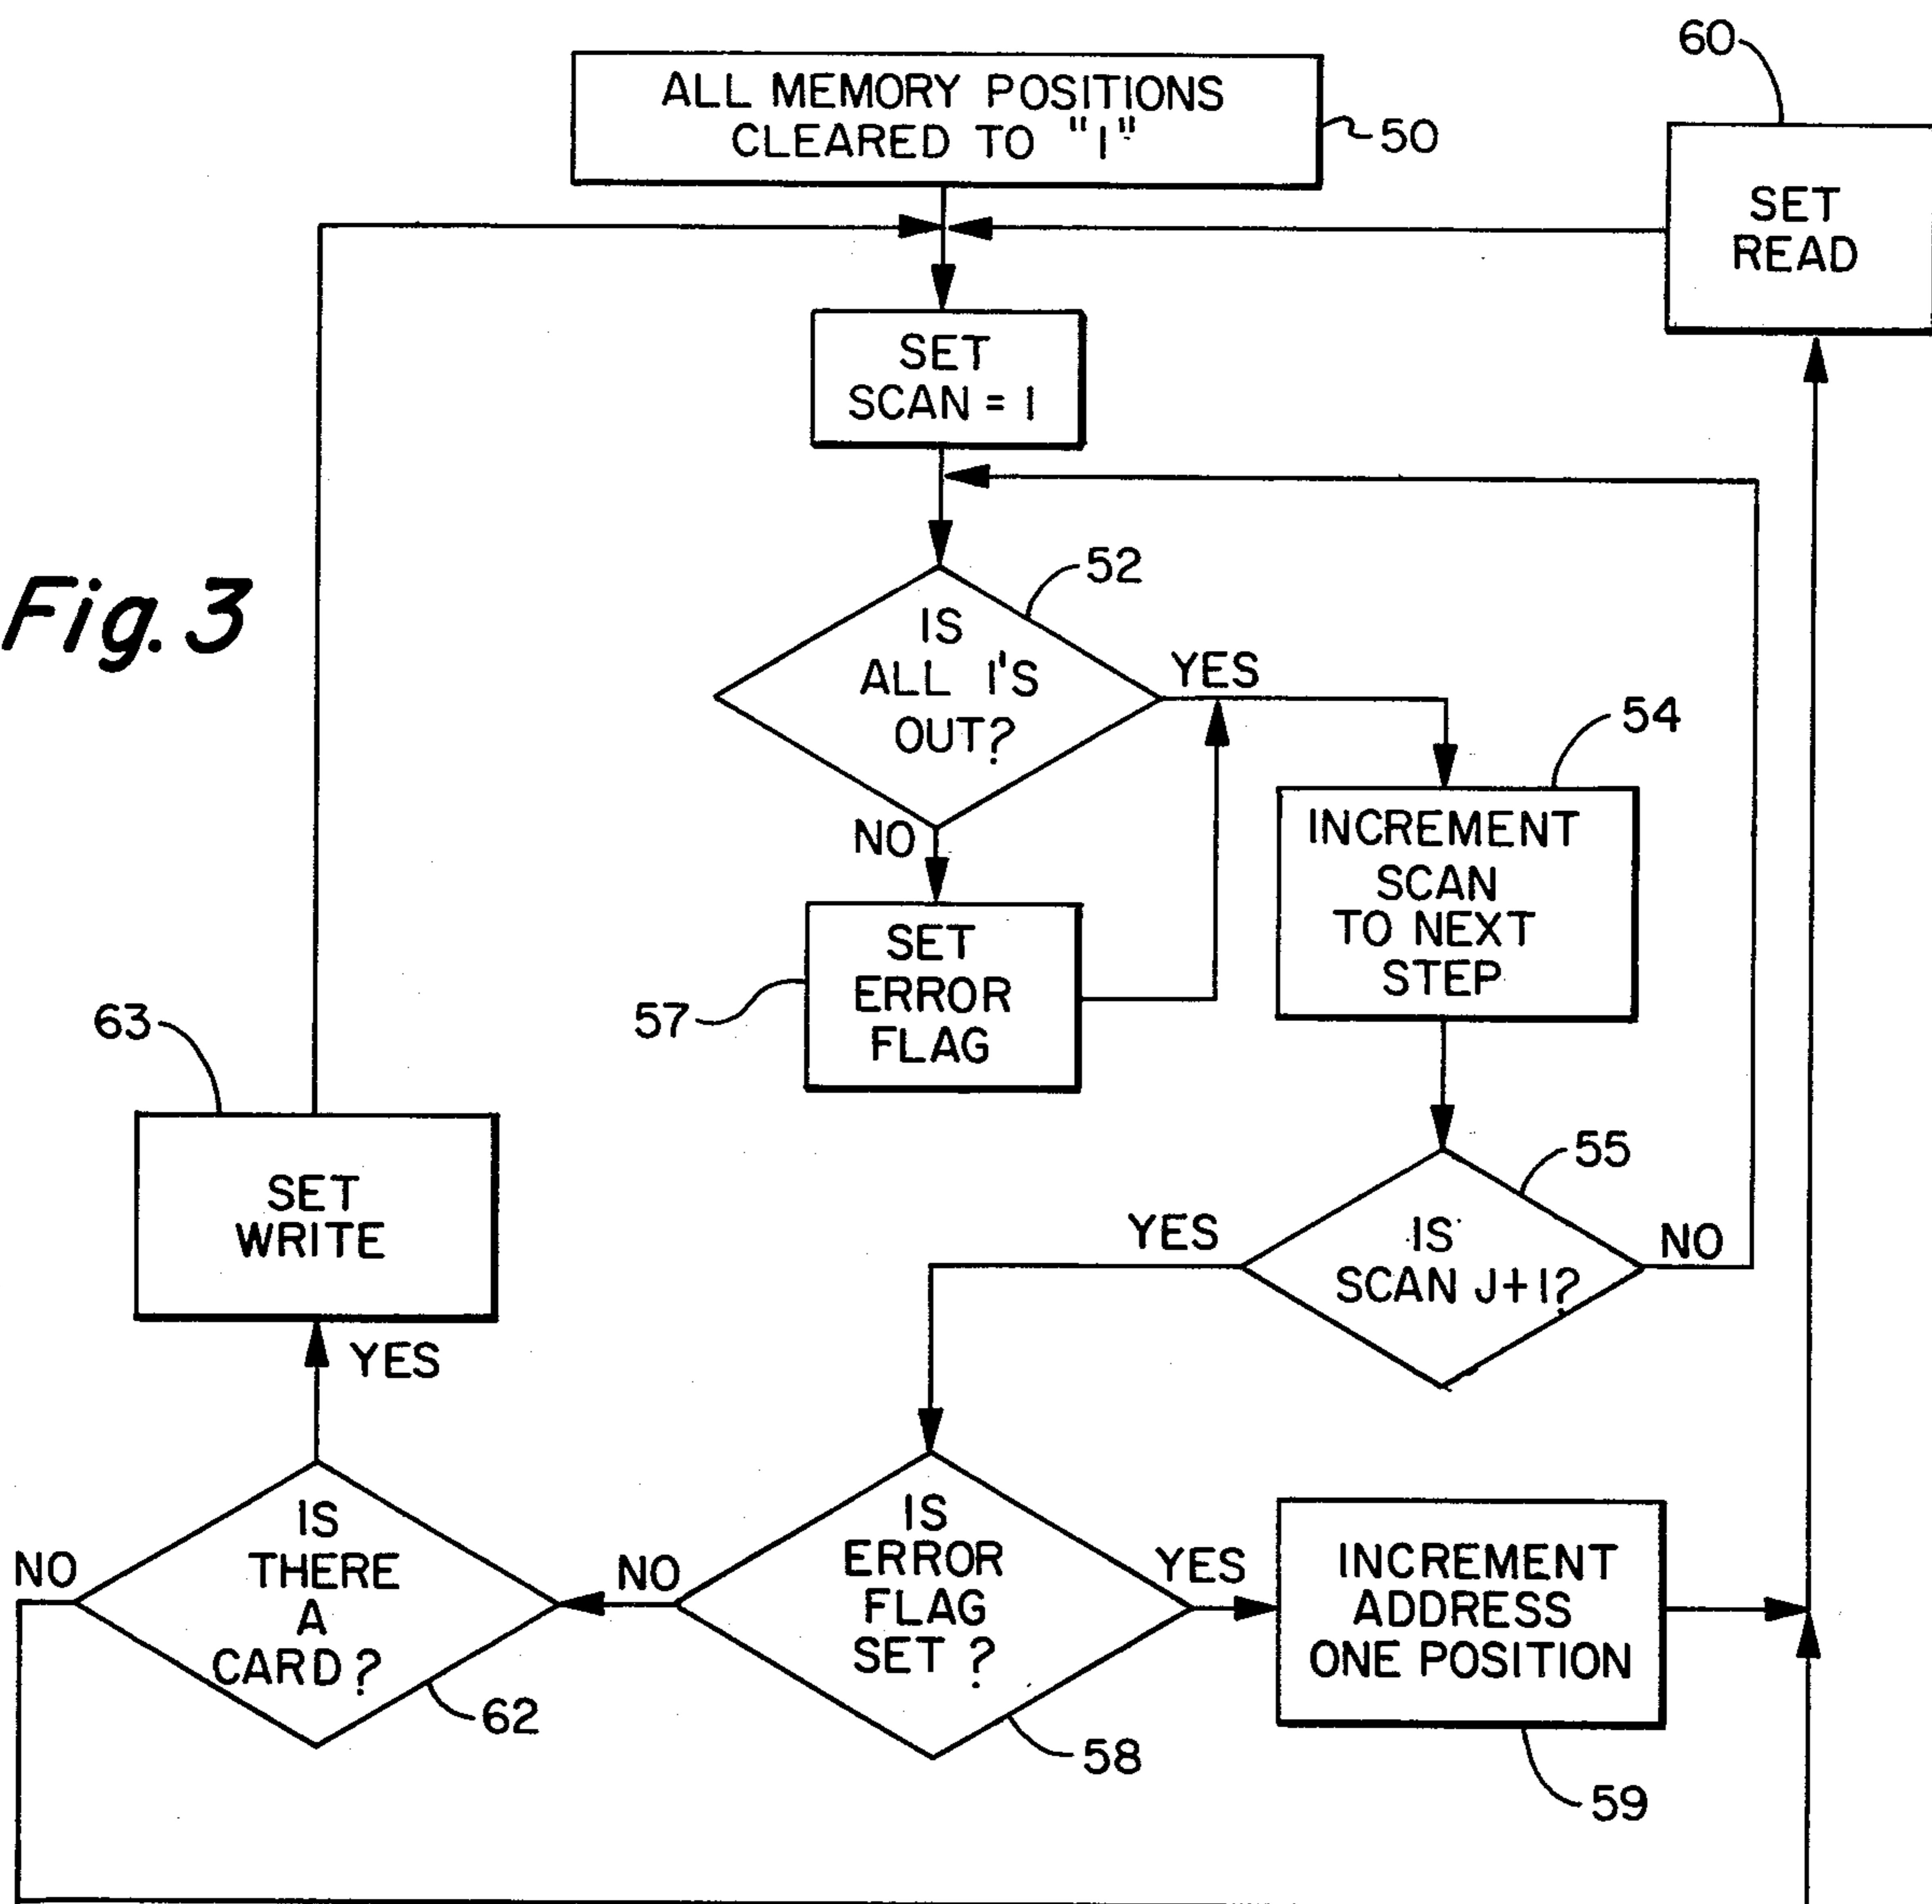 60
ALL MEMORY POSITIONS
CLEARED TO "1"
50
SET
READ
SET
SCAN = 1
Fig. 3
52
IS
ALL 1'S
OUT?
YES
NO
54
INCREMENT
SCAN
TO NEXT
STEP
SET
ERROR
FLAG
57
63
SET
WRITE
55
IS
SCAN J+1?
YES
NO
YES
IS
THERE
A
CARD?
NO
62
IS
ERROR
FLAG
SET ?
NO
YES
58
INCREMENT
ADDRESS
ONE POSITION
59